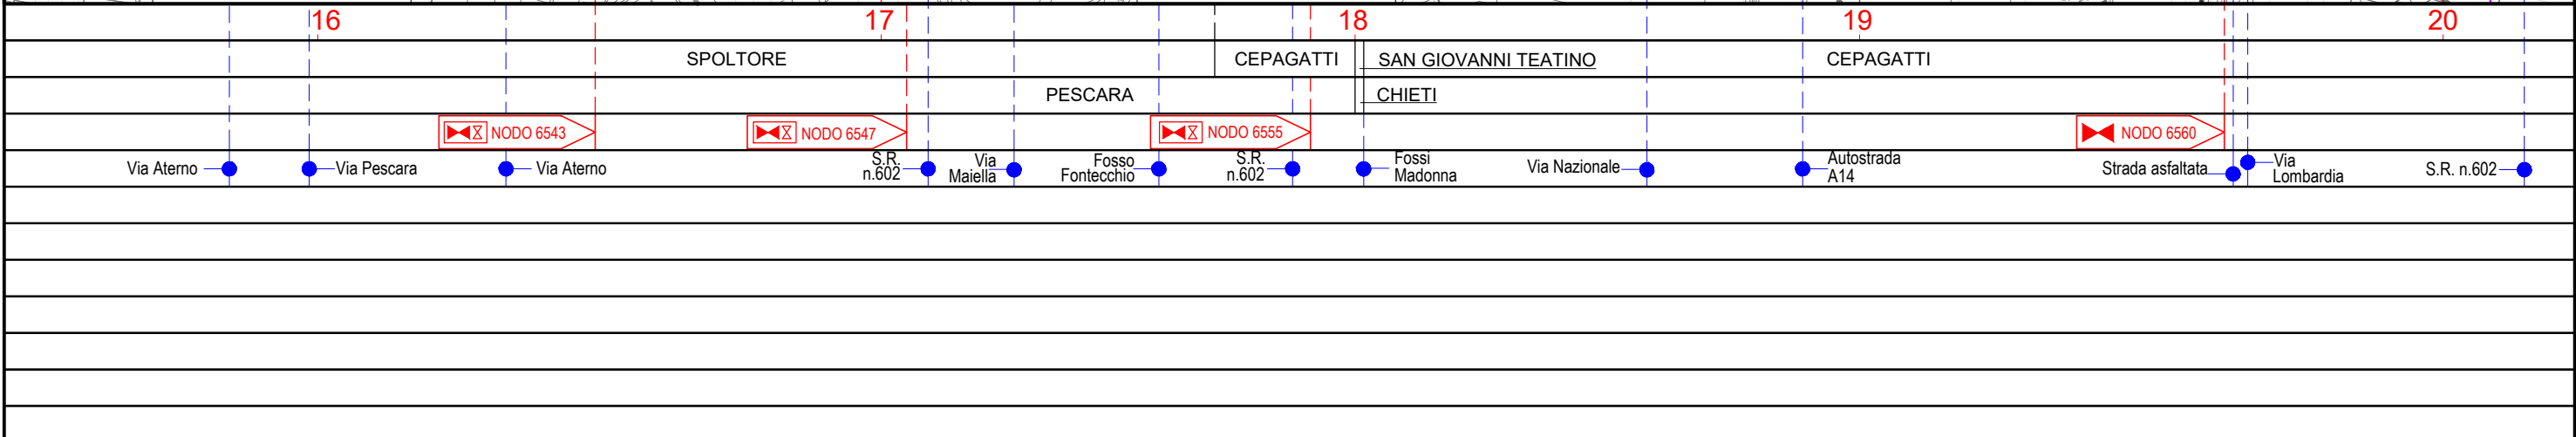 16 17 18 19 20
SPOLTORE CEPAGATTI SAN GIOVANNI TEATINO CEPAGATTI
PESCARA CHIETI
NODO 6543 NODO 6547 NODO 6555 NODO 6560
Via Aterno
Via Pescara
Via Aterno
S.R.
n.602
Via
Maiella
Fosso
Fontecchio
S.R.
n.602
Fossi
Madonna
Via Nazionale
Autostrada
A14
Strada asfaltata
Via
Lombardia
S.R. n.602